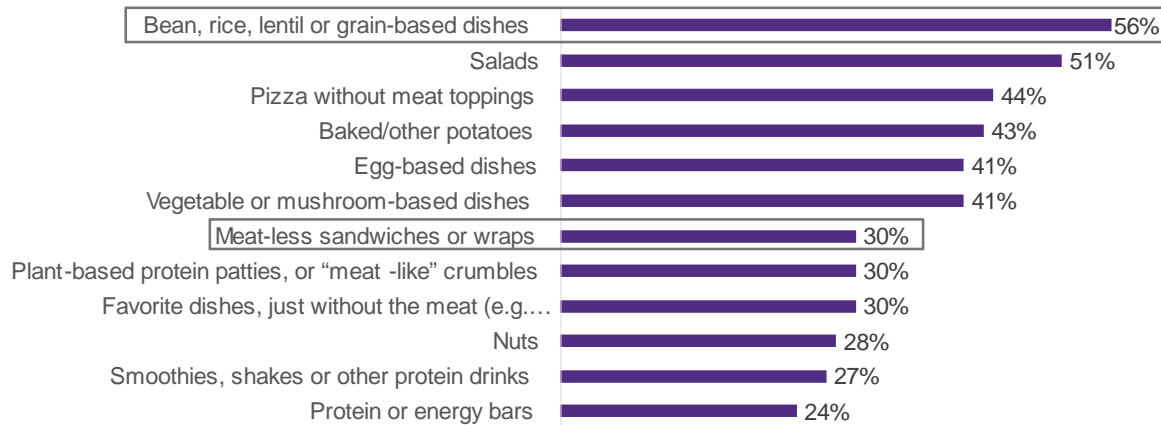 Bean, rice, lentil or grain-based dishes 56%
Salads 51%
Pizza without meat toppings 44%
Baked/other potatoes 43%
Egg-based dishes 41%
Vegetable or mushroom-based dishes 41%
Meat-less sandwiches or wraps 30%
Plant-based protein patties, or “meat -like” crumbles 30%
Favorite dishes, just without the meat (e.g.… 30%
Nuts 28%
Smoothies, shakes or other protein drinks 27%
Protein or energy bars 24%